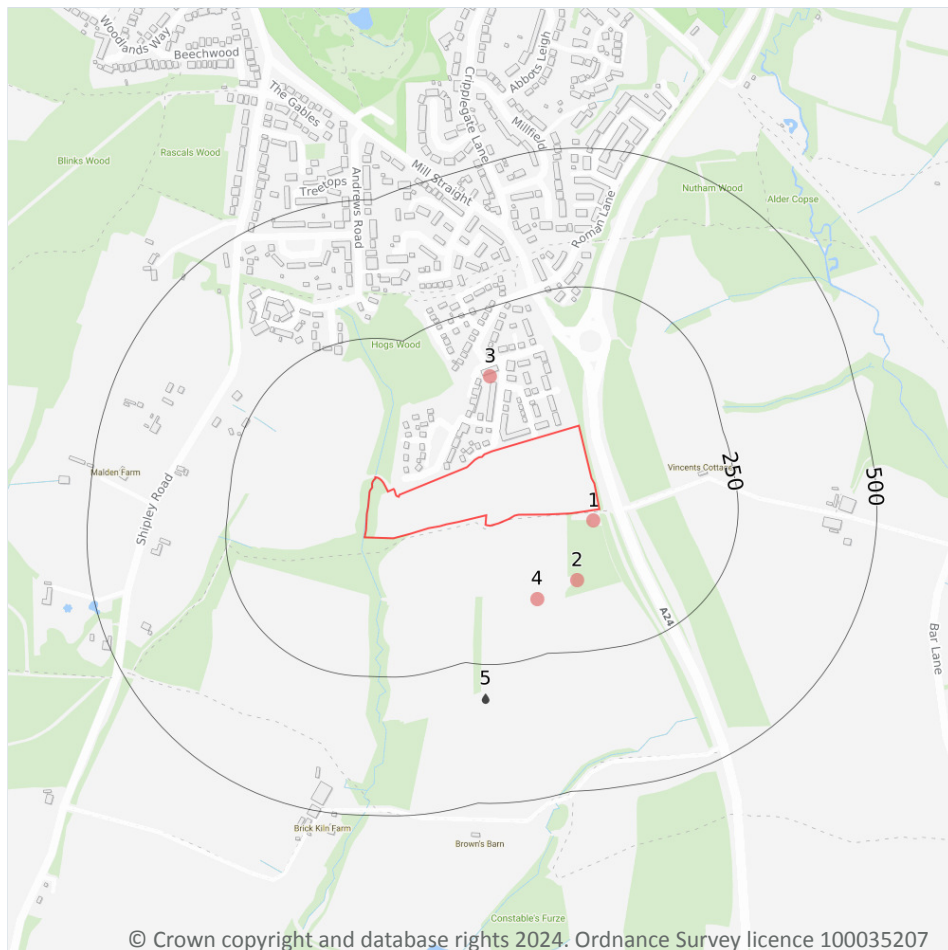 Woodlands Way
Beechwood
The Gables
Cripplegate Lane
Abbots Leigh
Millfield
Blinks Wood
Rascals Wood
Treetops
Andrews Road
Mill Straight
Roman Lane
Nutham Wood
Alder Copse
Hogs Wood
3
Malden Farm
Shipley Road
Vincents Cottage
250
500
1
2
4
A24
Bar Lane
5
Brick Kiln Farm
Brown's Barn
Constable's Furze
© Crown copyright and database rights 2024. Ordnance Survey licence 100035207